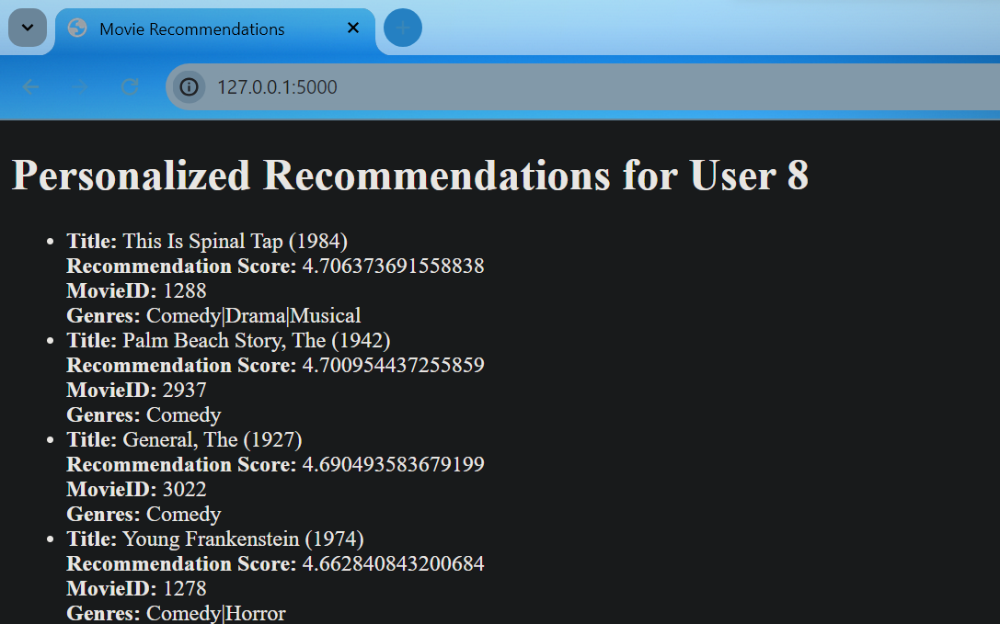 Movie Recommendations
127.0.0.1:5000
Personalized Recommendations for User 8
Title: This Is Spinal Tap (1984)
Recommendation Score: 4.706373691558838
MovieID: 1288
Genres: Comedy|Drama|Musical
Title: Palm Beach Story, The (1942)
Recommendation Score: 4.700954437255859
MovieID: 2937
Genres: Comedy
Title: General, The (1927)
Recommendation Score: 4.690493583679199
MovieID: 3022
Genres: Comedy
Title: Young Frankenstein (1974)
Recommendation Score: 4.662840843200684
MovieID: 1278
Genres: Comedy|Horror